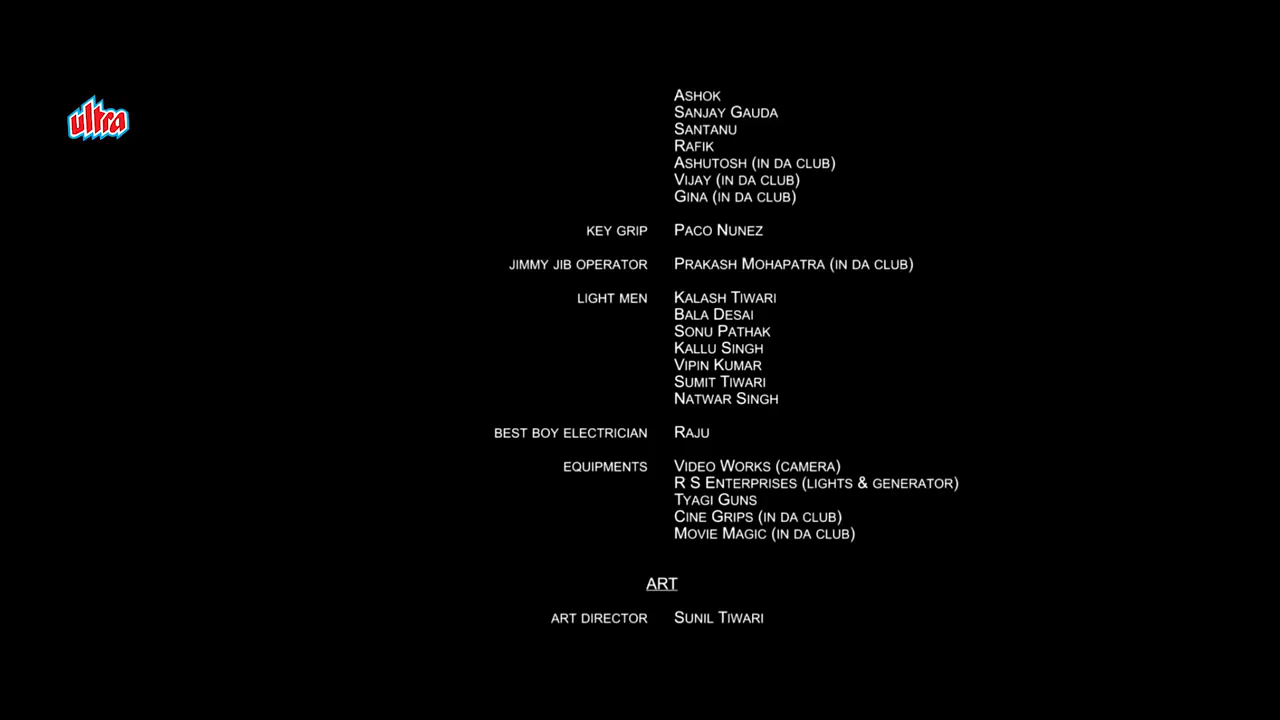 ultra
ASHOK
SANJAY GAUDA
SANTANU
RAFIK
ASHUTOSH (IN DA CLUB)
VIJAY (IN DA CLUB)
GINA (IN DA CLUB)
KEY GRIP PACO NUNEZ
JIMMY JIB OPERATOR PRAKASH MOHAPATRA (IN DA CLUB)
LIGHT MEN KALASH TIWARI
BALA DESAI
SONU PATHAK
KALLU SINGH
VIPIN KUMAR
SUMIT TIWARI
NATWAR SINGH
BEST BOY ELECTRICIAN RAJU
EQUIPMENTS VIDEO WORKS (CAMERA)
R S ENTERPRISES (LIGHTS & GENERATOR)
TYAGI GUNS
CINE GRIPS (IN DA CLUB)
MOVIE MAGIC (IN DA CLUB)
ART
ART DIRECTOR SUNIL TIWARI